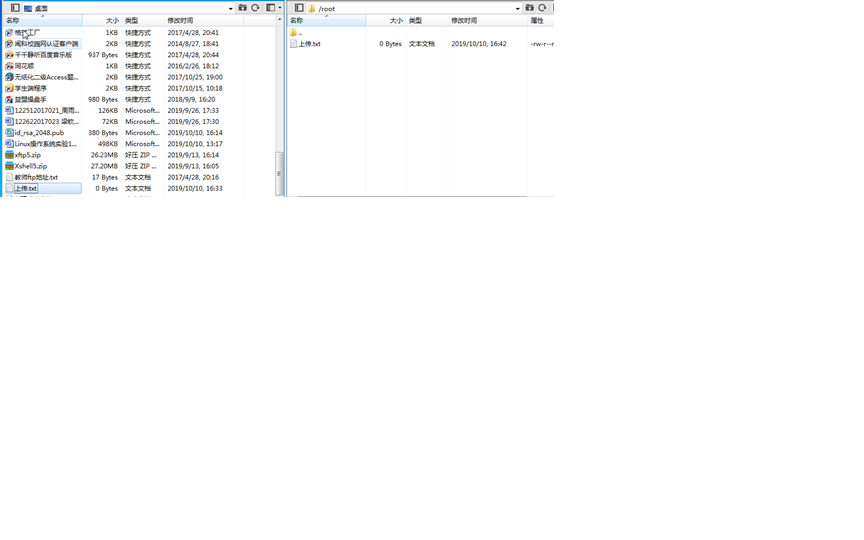 桌面
名称 大小 类型 修改时间
格式工厂 1KB 快捷方式 2017/4/28, 20:41
闽科校园网认证客户端 2KB 快捷方式 2014/8/27, 18:41
千千静听百度音乐版 937 Bytes 快捷方式 2017/4/28, 20:44
同花顺 1KB 快捷方式 2016/2/26, 18:12
无纸化二级Access题... 2KB 快捷方式 2017/10/25, 19:00
学生端程序 2KB 快捷方式 2017/10/15, 10:18
益盟操盘手 980 Bytes 快捷方式 2018/9/9, 16:20
122512017021_周雨... 126KB Microsoft... 2019/9/26, 17:33
122622017023 梁钦... 72KB Microsoft... 2019/9/26, 17:30
id_rsa_2048.pub 380 Bytes Microsoft... 2019/10/10, 16:14
Linux操作系统实验1... 498KB Microsoft... 2019/10/10, 13:17
xftp5.zip 26.23MB 好压 ZIP ... 2019/9/13, 16:14
Xshell5.zip 27.20MB 好压 ZIP ... 2019/9/13, 16:05
教师ftp地址.txt 17 Bytes 文本文档 2017/4/28, 20:16
上传.txt 0 Bytes 文本文档 2019/10/10, 16:33
/root
名称 大小 类型 修改时间 属性
..
上传.txt 0 Bytes 文本文档 2019/10/10, 16:42 -rw-r--r